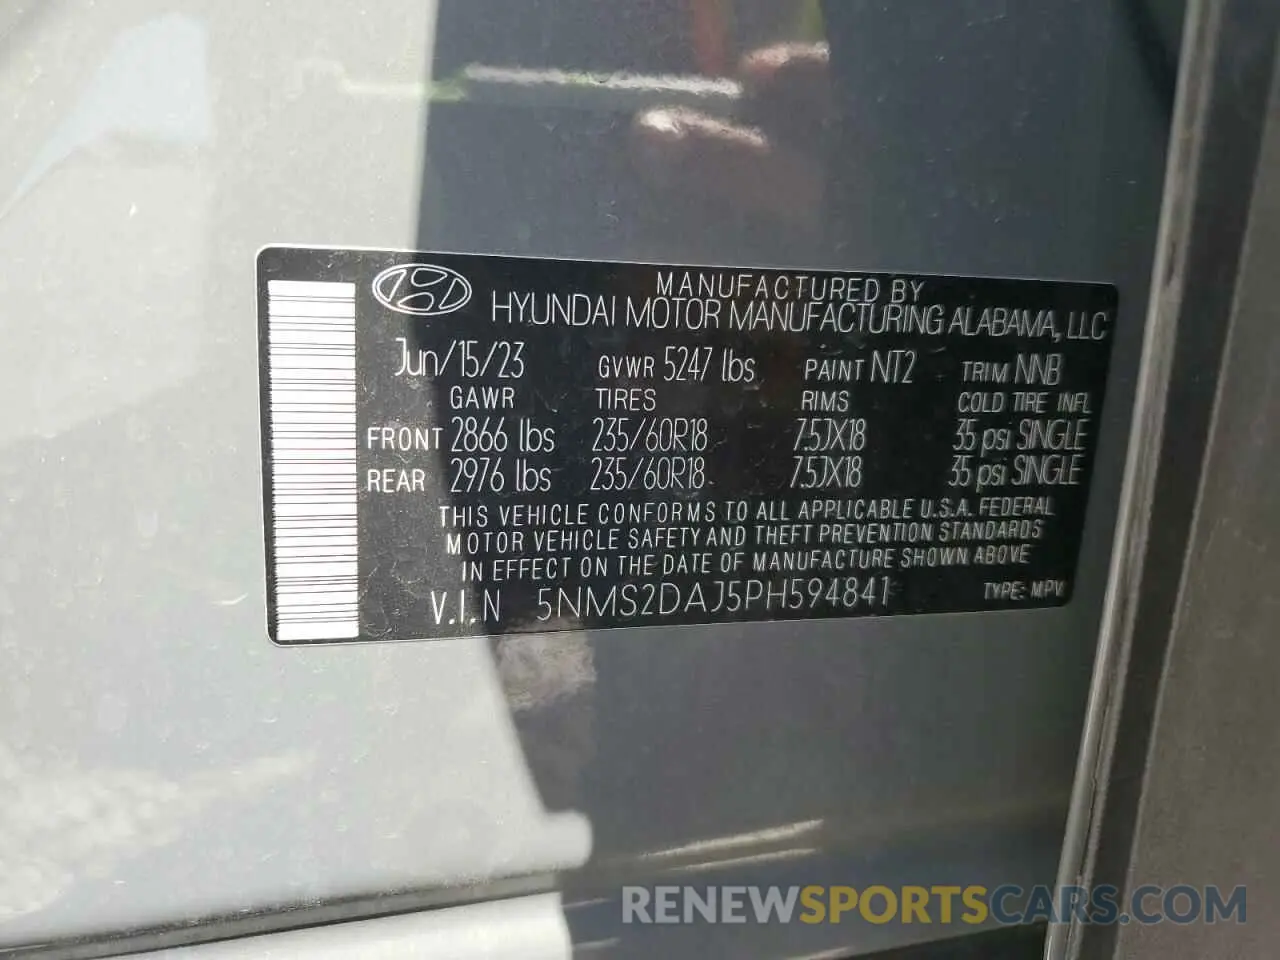 MANUFACTURED BY
HYUNDAI MOTOR MANUFACTURING ALABAMA, LLC
Jun/15/23 GVWR 5247 lbs PAINT NT2 TRIM NNB
GAWR TIRES RIMS COLD TIRE INFL
FRONT 2866 lbs 235/60R18 7.5JX18 35 psi SINGLE
REAR 2976 lbs 235/60R18 7.5JX18 35 psi SINGLE
THIS VEHICLE CONFORMS TO ALL APPLICABLE U.S.A. FEDERAL
MOTOR VEHICLE SAFETY AND THEFT PREVENTION STANDARDS
IN EFFECT ON THE DATE OF MANUFACTURE SHOWN ABOVE
V.I.N 5NMS2DAJ5PH594841 TYPE: MPV
RENEWSPORTSCARS.COM